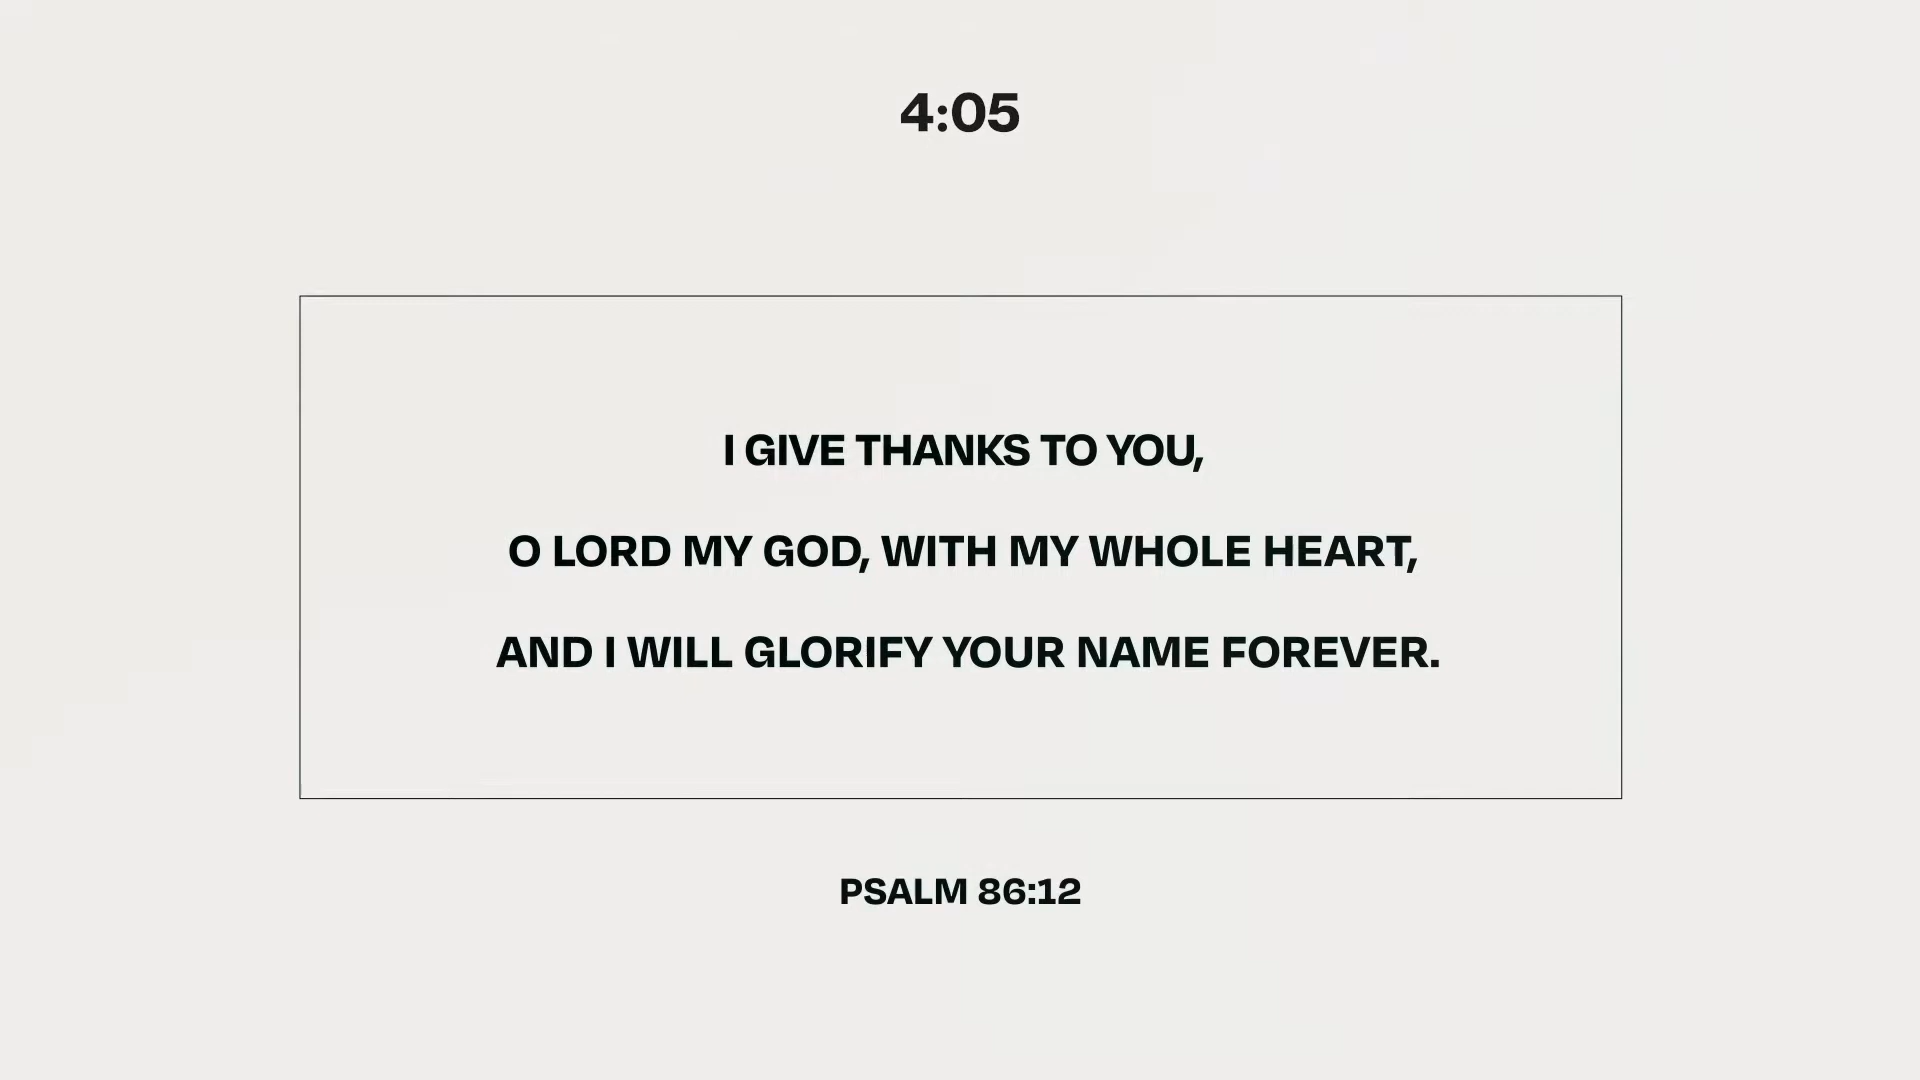 4:05
I GIVE THANKS TO YOU,
O LORD MY GOD, WITH MY WHOLE HEART,
AND I WILL GLORIFY YOUR NAME FOREVER.
PSALM 86:12